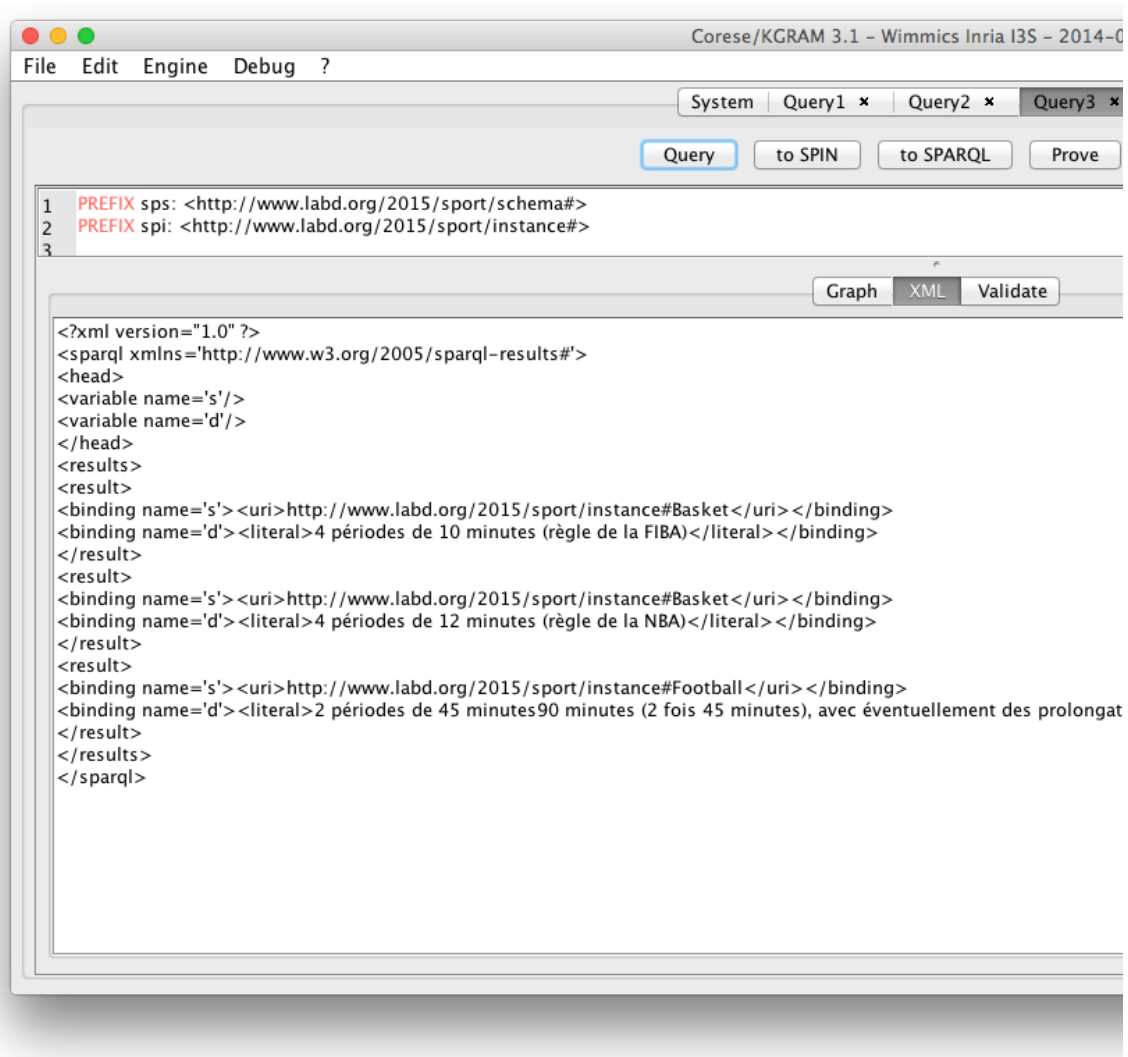 Corese/KGRAM 3.1 – Wimmics Inria I3S – 2014-0
File Edit Engine Debug ?
System Query1 × Query2 × Query3 ×
Query to SPIN to SPARQL Prove
1 PREFIX sps: <http://www.labd.org/2015/sport/schema#>
2 PREFIX spi: <http://www.labd.org/2015/sport/instance#>
3
Graph XML Validate
<?xml version="1.0" ?>
<sparql xmlns='http://www.w3.org/2005/sparql-results#'>
<head>
<variable name='s'/>
<variable name='d'/>
</head>
<results>
<result>
<binding name='s'><uri>http://www.labd.org/2015/sport/instance#Basket</uri></binding>
<binding name='d'><literal>4 périodes de 10 minutes (règle de la FIBA)</literal></binding>
</result>
<result>
<binding name='s'><uri>http://www.labd.org/2015/sport/instance#Basket</uri></binding>
<binding name='d'><literal>4 périodes de 12 minutes (règle de la NBA)</literal></binding>
</result>
<result>
<binding name='s'><uri>http://www.labd.org/2015/sport/instance#Football</uri></binding>
<binding name='d'><literal>2 périodes de 45 minutes90 minutes (2 fois 45 minutes), avec éventuellement des prolongat
</result>
</results>
</sparql>